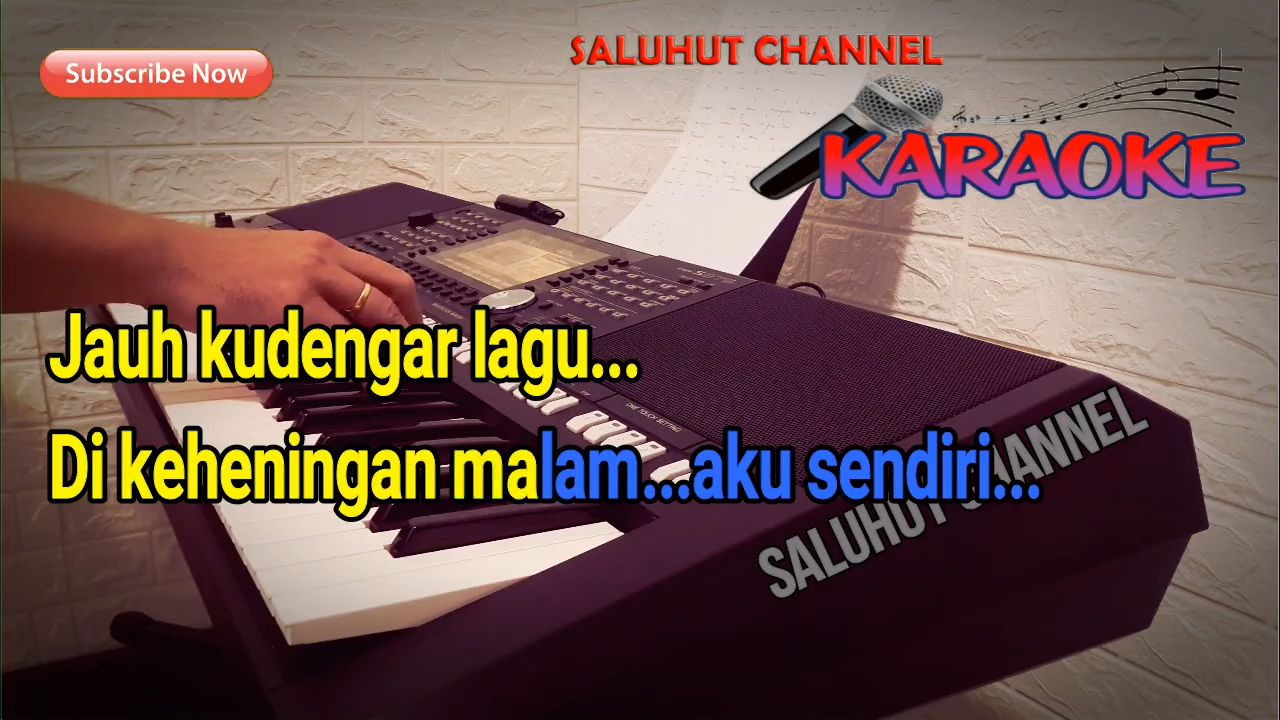 SALUHUT CHANNEL
Subscribe Now
KARAOKE
Jauh kudengar lagu...
Di keheningan malam...aku sendiri...
SALUHUT CHANNEL